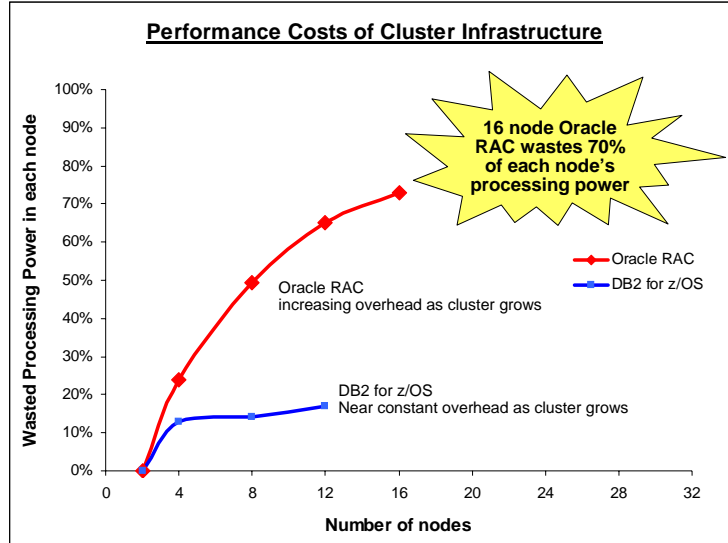 Performance Costs of Cluster Infrastructure
100%
90%
80%
70%
60%
50%
40%
30%
20%
10%
0%
Wasted Processing Power in each node
16 node Oracle
RAC wastes 70%
of each node's
processing power
Oracle RAC
DB2 for z/OS
Oracle RAC
increasing overhead as cluster grows
DB2 for z/OS
Near constant overhead as cluster grows
0 4 8 12 16 20 24 28 32
Number of nodes